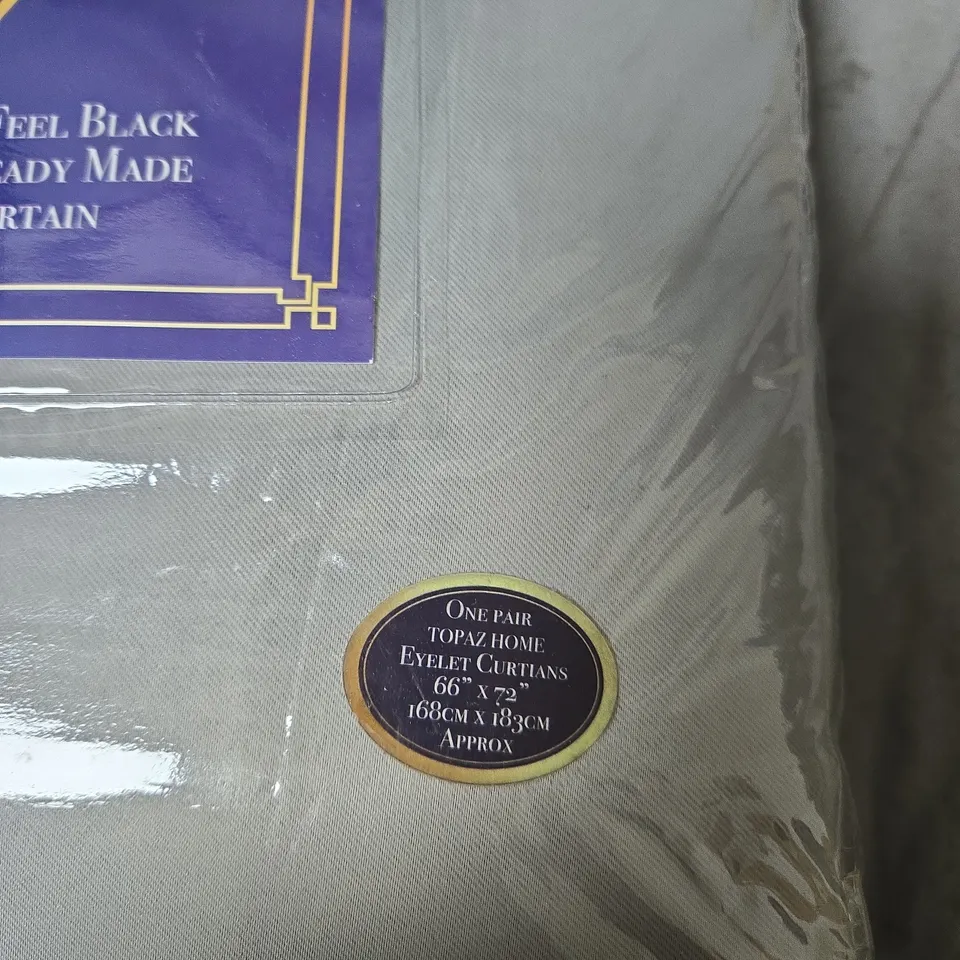 Feel Black
eady Made
rtain
One pair
Topaz Home
Eyelet Curtians
66” x 72”
168cm x 183cm
Approx